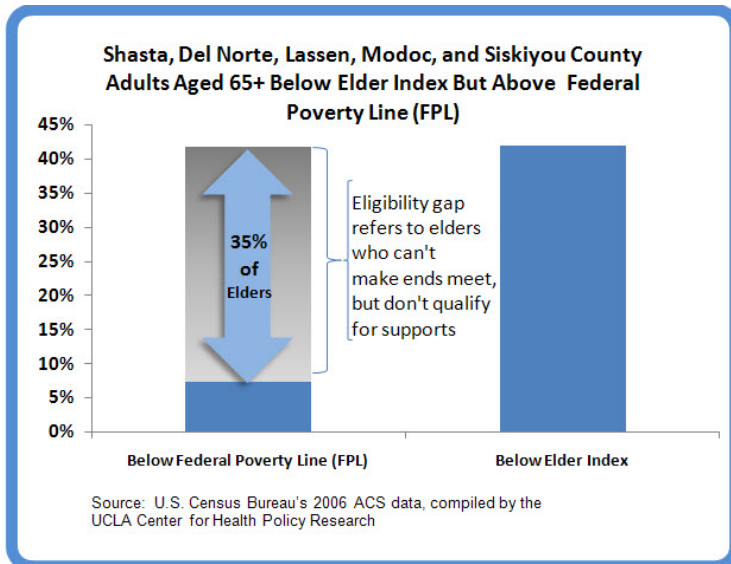 Shasta, Del Norte, Lassen, Modoc, and Siskiyou County
Adults Aged 65+ Below Elder Index But Above Federal
Poverty Line (FPL)
45%
40%
35%
30%
25%
20%
15%
10%
5%
0%
35%
of
Elders
Eligibility gap
refers to elders
who can't
make ends meet,
but don't qualify
for supports
Below Federal Poverty Line (FPL)
Below Elder Index
Source: U.S. Census Bureau's 2006 ACS data, compiled by the
UCLA Center for Health Policy Research